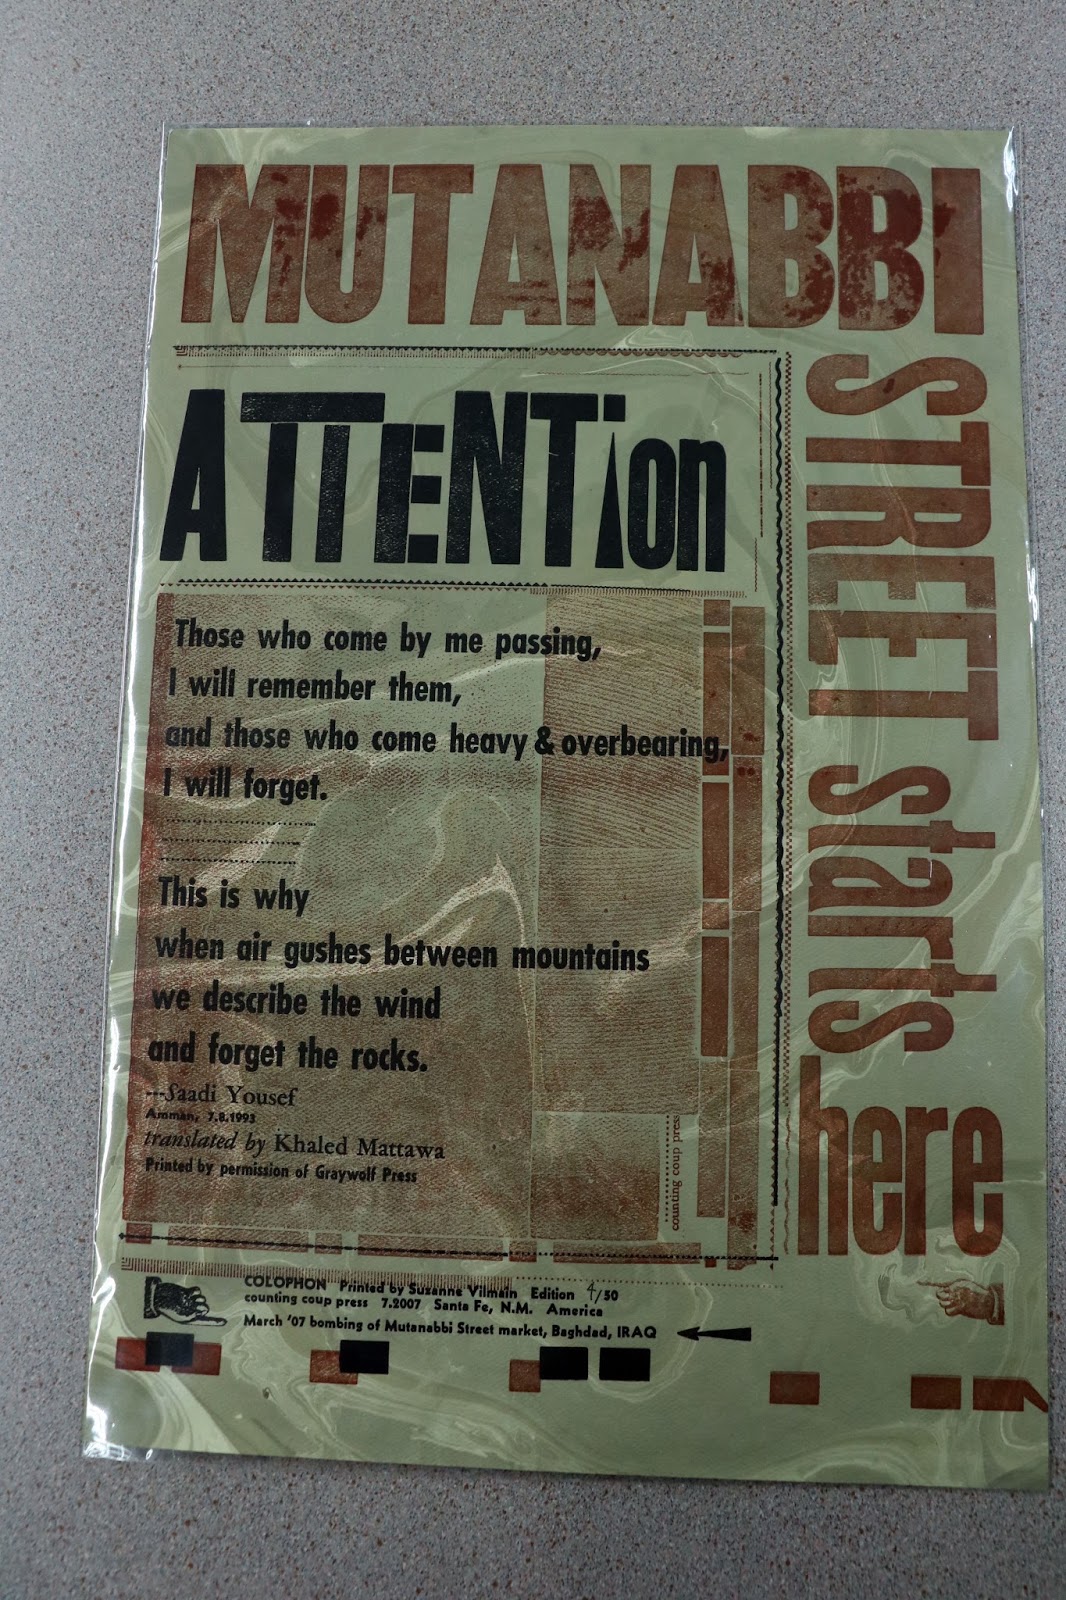 MUTANABBI
STREET starts here
ATTENTion
Those who come by me passing,
I will remember them,
and those who come heavy & overbearing,
I will forget.
This is why
when air gushes between mountains
we describe the wind
and forget the rocks.
---Saadi Yousef
Amman, 7.8.1993
translated by Khaled Mattawa
Printed by permission of Graywolf Press
counting coup press
COLOPHON Printed by Suzanne Vilmain Edition 4/50
counting coup press 7.2007 Santa Fe, N.M. America
March '07 bombing of Mutanabbi Street market, Baghdad, IRAQ